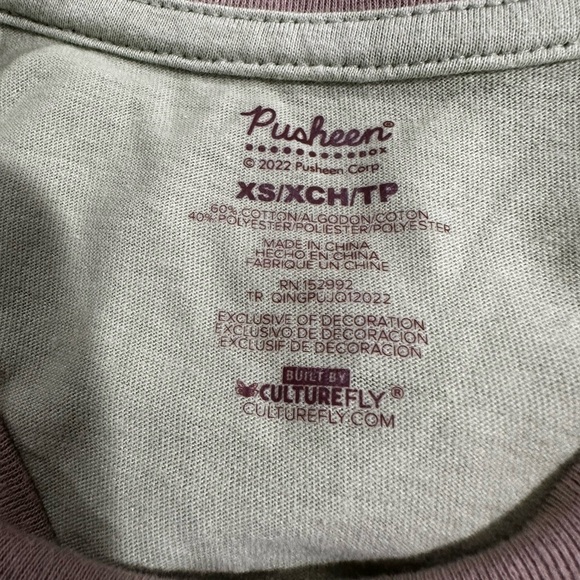 Pusheen®
© 2022 Pusheen Corp.
XS/XCH/TP
60% COTTON/ALGODON/COTON
40% POLYESTER/POLIESTER/POLYESTER
MADE IN CHINA
HECHO EN CHINA
FABRIQUE EN CHINE
RN 152992
TR QINGPUJQ12022
EXCLUSIVE OF DECORATION
EXCLUSIVO DE DECORACION
EXCLUSIF DE DECORACION
BUILT BY
CULTUREFLY®
CULTUREFLY.COM